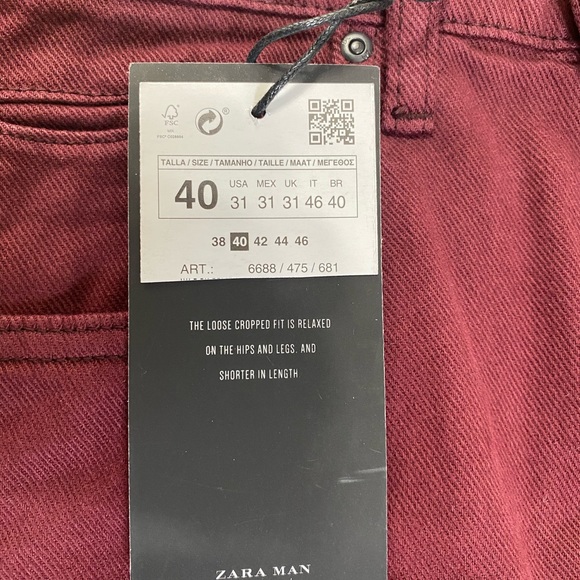 FSC
®
TALLA / SIZE / TAMANHO / TAILLE / MAAT / ΜΕΓΕΘΟΣ
40 USA MEX UK IT BR
31 31 31 46 40
38 40 42 44 46
ART.: 6688 / 475 / 681
THE LOOSE CROPPED FIT IS RELAXED
ON THE HIPS AND LEGS. AND
SHORTER IN LENGTH
ZARA MAN